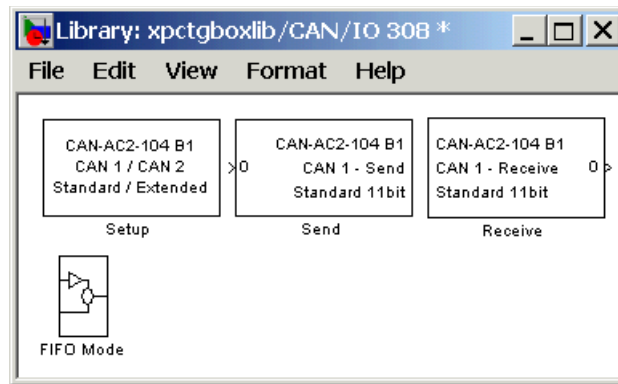 Library: xpctgboxlib/CAN/IO 308 *
File Edit View Format Help
CAN-AC2-104 B1
CAN 1 / CAN 2
Standard / Extended
Setup
0
CAN-AC2-104 B1
CAN 1 - Send
Standard 11bit
Send
CAN-AC2-104 B1
CAN 1 - Receive 0
Standard 11bit
Receive
FIFO Mode